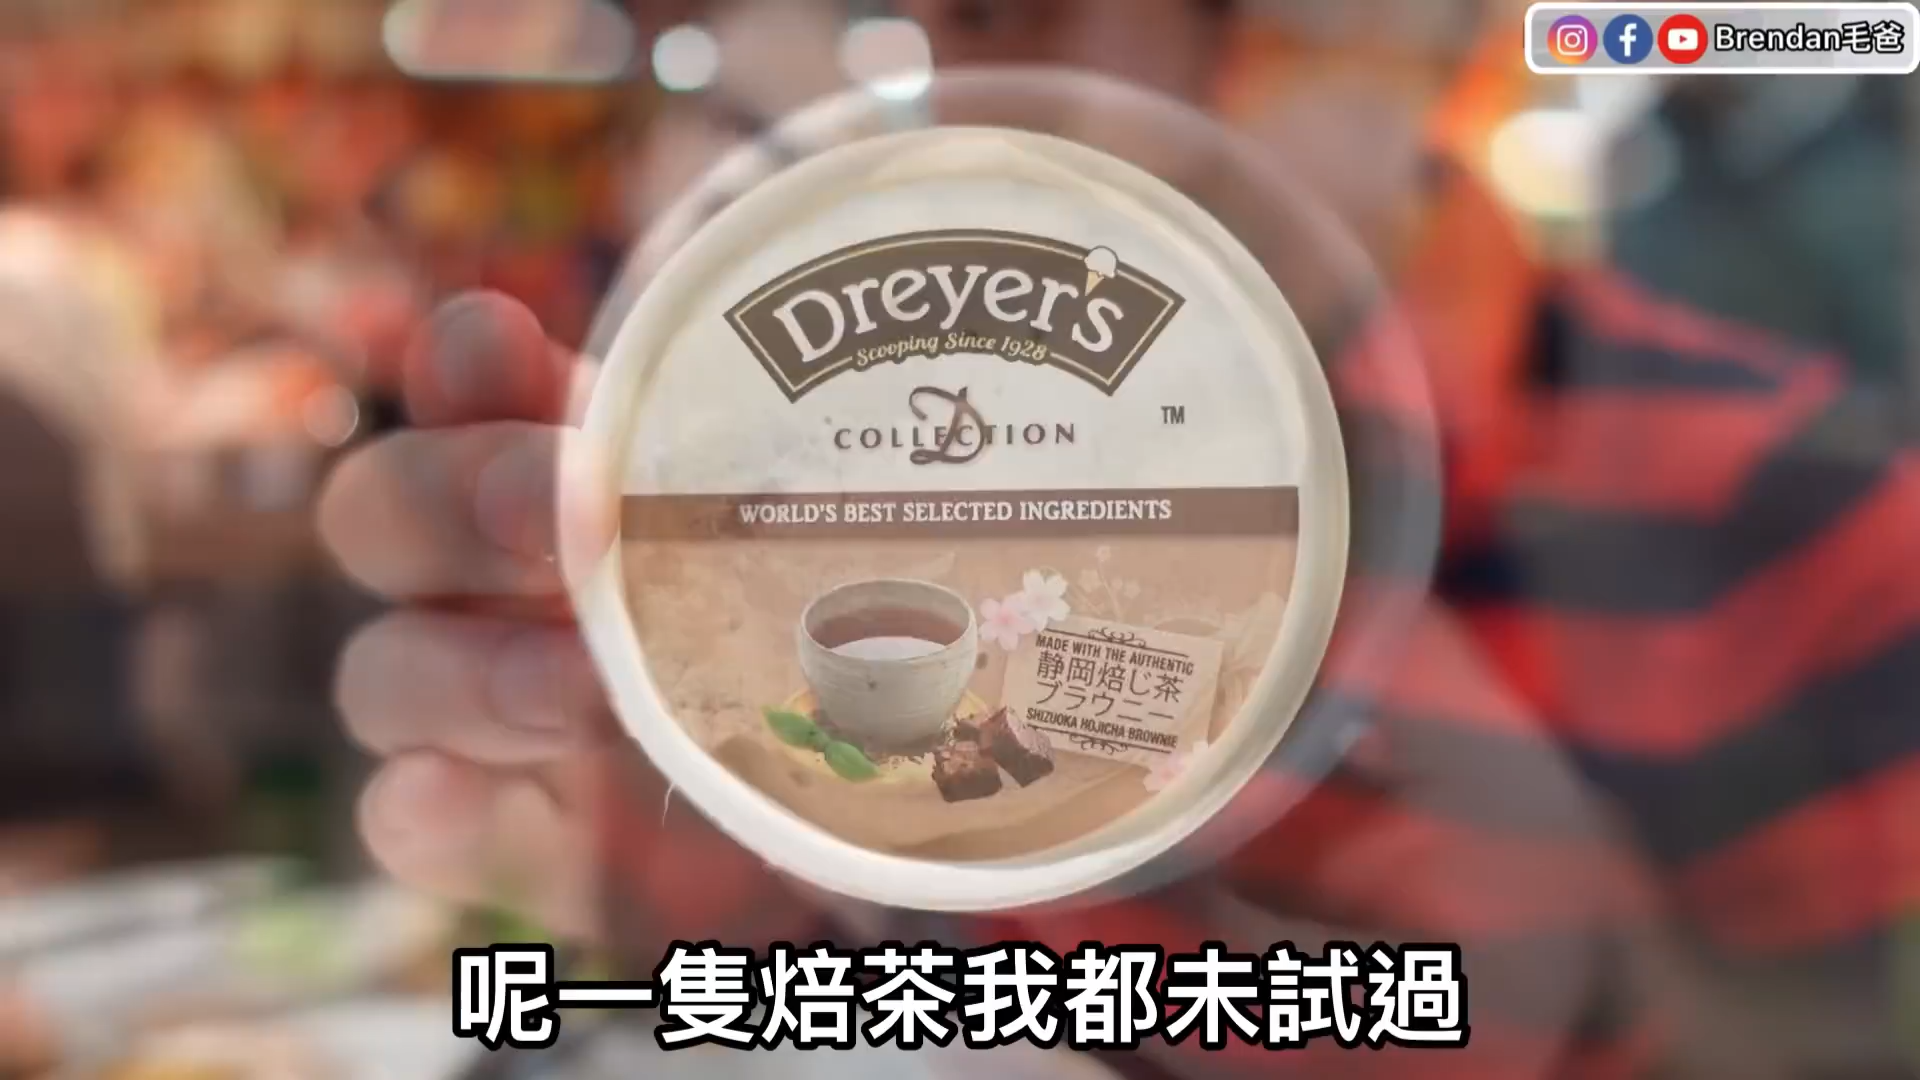 Brendan毛爸
Dreyer's
Scooping Since 1928
D
COLLECTION
TM
WORLD'S BEST SELECTED INGREDIENTS
MADE WITH THE AUTHENTIC
静岡焙じ茶
ブラウニー
SHIZUOKA HOJICHA BROWNIE
呢一隻焙茶我都未試過